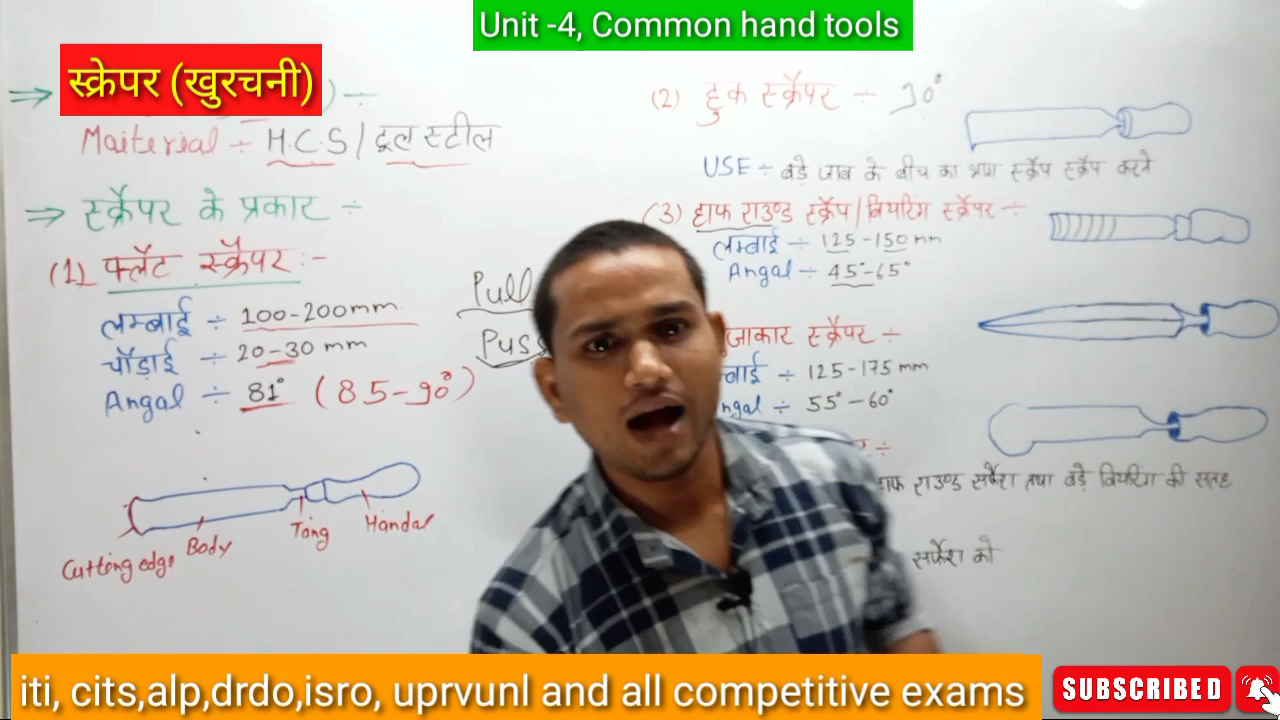 Unit -4, Common hand tools
स्क्रेपर (खुरचनी)
⇒ ) ÷
Maiterial ÷ H.C.S / टूल स्टील
⇒ स्क्रैपर के प्रकार ÷
(1) फ्लैट स्क्रैपर :-
लम्बाई ÷ 100-200mm
चौड़ाई ÷ 20-30 mm
Angal ÷ 81° (85-90°)
Pull
Puss
Cutting edge
Body
Tang
Handal
(2) हुक स्क्रैपर ÷ 90°
USE ÷ बड़े जाब के बीच का भाग स्क्रैप स्क्रैप करने
(3) हाफ राउण्ड स्क्रैप/बियरिंग स्क्रैपर ÷
लम्बाई ÷ 125-150 mm
Angal ÷ 45°-65°
जाकार स्क्रैपर ÷
बाई ÷ 125-175 mm
ngal ÷ 55°-60°
÷
हाफ राउण्ड सर्फेस तथा बड़े बियरिंग की सतह
सर्फेस को
iti, cits,alp,drdo,isro, uprvunl and all competitive exams
SUBSCRIBED